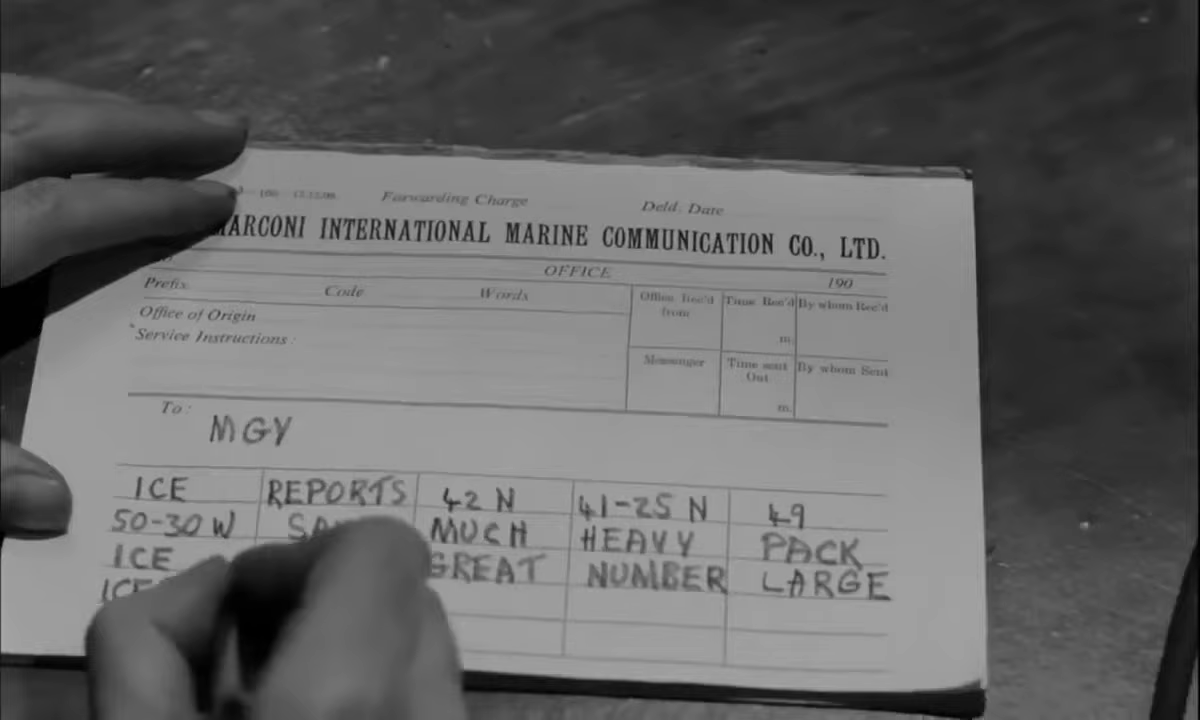 Forwarding Charge Deld. Date
MARCONI INTERNATIONAL MARINE COMMUNICATION CO., LTD.
OFFICE 190
Prefix Code Words Office Rec'd from Time Rec'd By whom Rec'd
Office of Origin
Service Instructions: m.
Messenger Time sent Out By whom Sent
m.
To:
MGY
ICE REPORTS 42 N 41-25 N 49
50-30 W MUCH HEAVY PACK
ICE GREAT NUMBER LARGE